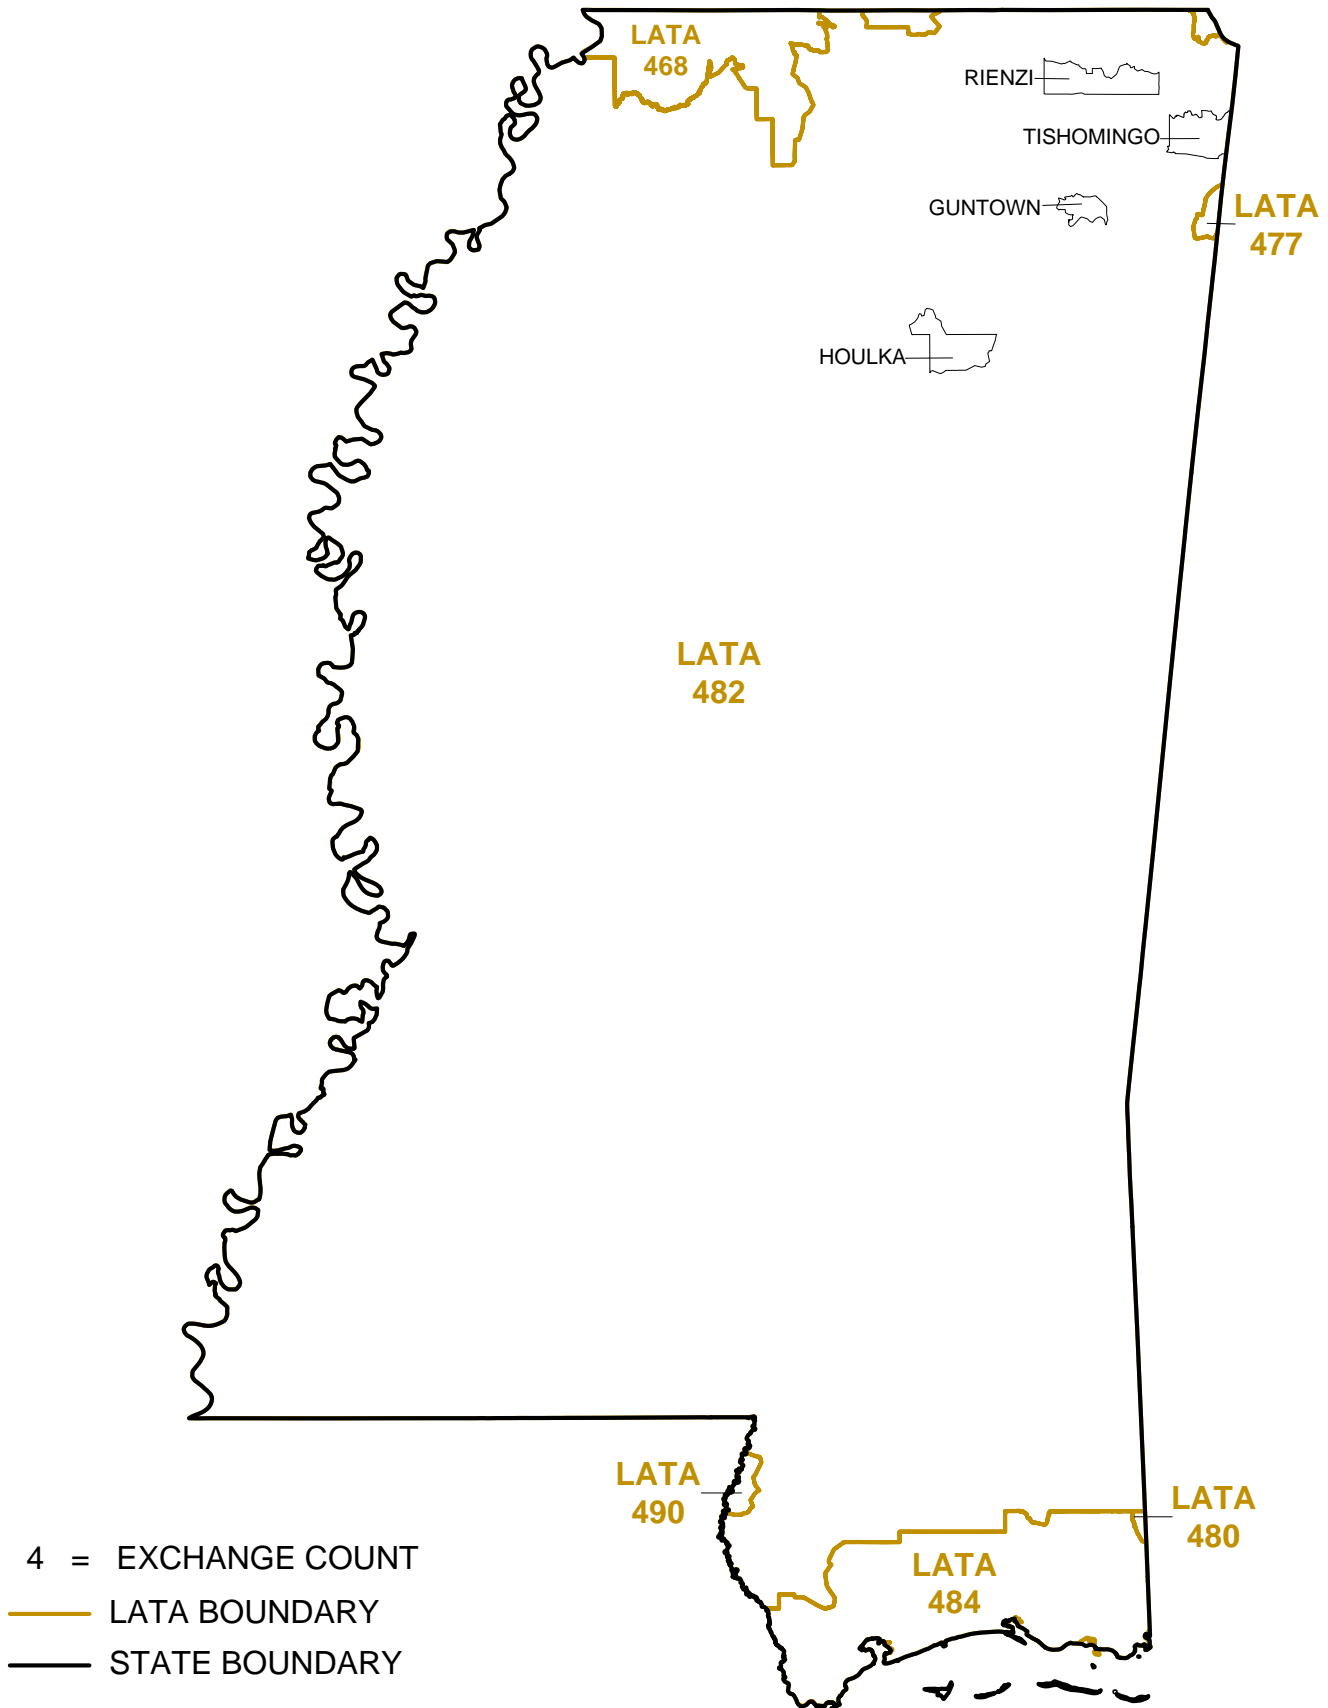 LATA
468
RIENZI
TISHOMINGO
GUNTOWN
LATA
477
HOULKA
LATA
482
LATA
490
LATA
480
LATA
484
4 = EXCHANGE COUNT
LATA BOUNDARY
STATE BOUNDARY